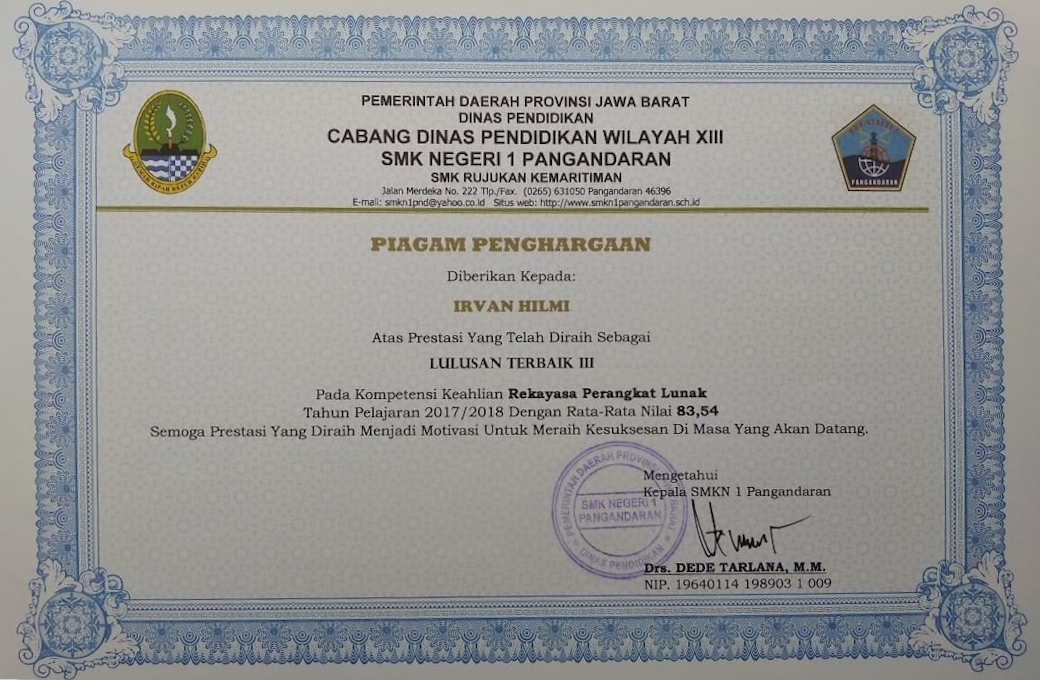 PEMERINTAH DAERAH PROVINSI JAWA BARAT
DINAS PENDIDIKAN
CABANG DINAS PENDIDIKAN WILAYAH XIII
SMK NEGERI 1 PANGANDARAN
SMK RUJUKAN KEMARITIMAN
Jalan Merdeka No. 222 Tlp./Fax. (0265) 631050 Pangandaran 46396
E-mail: smkn1pnd@yahoo.co.id Situs web: http://www.smkn1pangandaran.sch.id
PANGANDARAN
PIAGAM PENGHARGAAN
Diberikan Kepada:
IRVAN HILMI
Atas Prestasi Yang Telah Diraih Sebagai
LULUSAN TERBAIK III
Pada Kompetensi Keahlian Rekayasa Perangkat Lunak
Tahun Pelajaran 2017/2018 Dengan Rata-Rata Nilai 83,54
Semoga Prestasi Yang Diraih Menjadi Motivasi Untuk Meraih Kesuksesan Di Masa Yang Akan Datang.
Mengetahui
Kepala SMKN 1 Pangandaran
PEMERINTAH DAERAH PROVINSI
SMK NEGERI 1
PANGANDARAN
DINAS PENDIDIKAN
Drs. DEDE TARLANA, M.M.
NIP. 19640114 198903 1 009